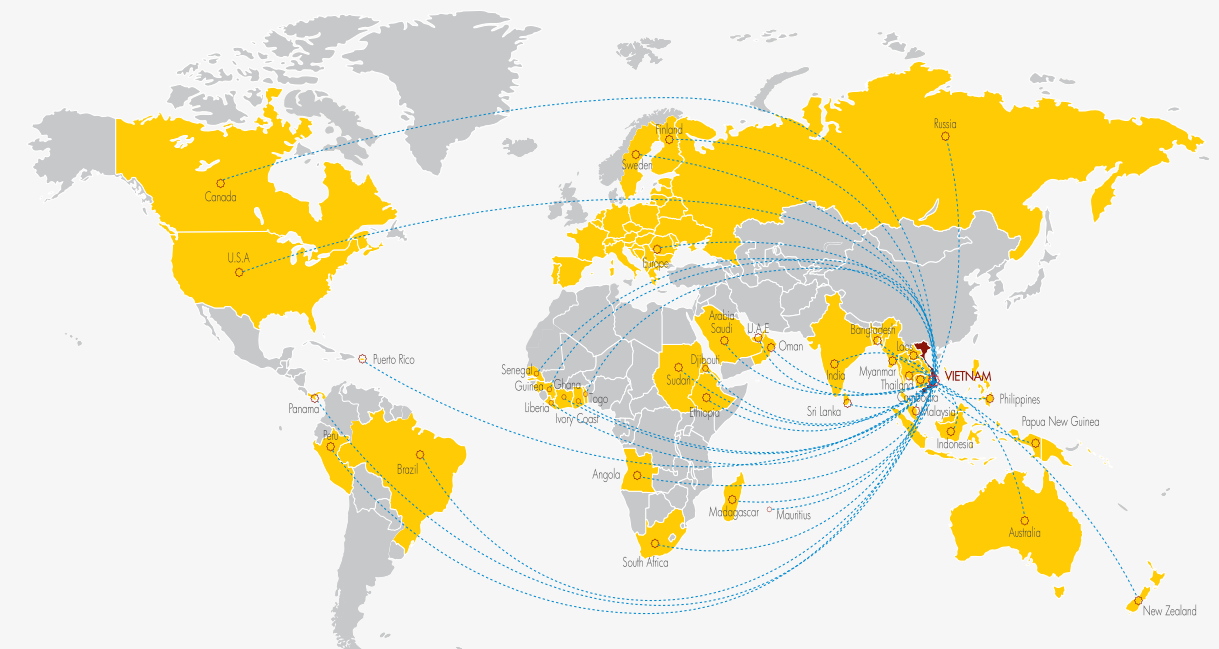 Finland
Russia
Sweden
Canada
U.S.A
Europe
Arabia
Saudi
U.A.E
Oman
Bangladesh
Laos
Puerto Rico
Djibouti
Senegal
India
Myanmar
VIETNAM
Sudan
Guinea
Ghana
Thailand
Togo
Cambodia
Philippines
Panama
Liberia
Ivory Coast
Ethiopia
Sri Lanka
Malaysia
Papua New Guinea
Peru
Indonesia
Brazil
Angola
Madagascar
Mauritius
Australia
South Africa
New Zealand